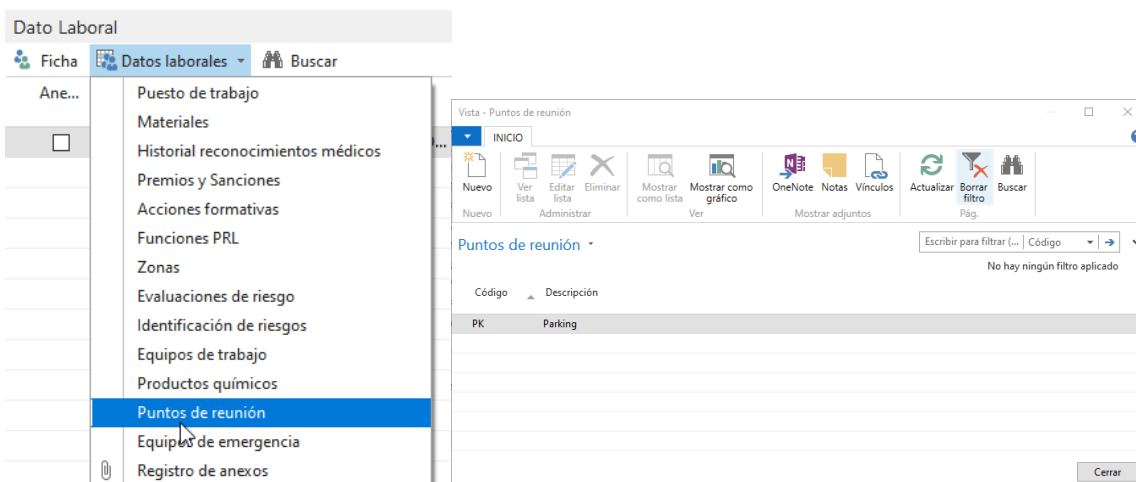 Dato Laboral
Ficha Datos laborales Buscar
Ane...
Puesto de trabajo
Materiales
Historial reconocimientos médicos
Premios y Sanciones
Acciones formativas
Funciones PRL
Zonas
Evaluaciones de riesgo
Identificación de riesgos
Equipos de trabajo
Productos químicos
Puntos de reunión
Equipos de emergencia
Registro de anexos
Vista - Puntos de reunión
INICIO
Nuevo Ver lista Editar lista Eliminar Mostrar como lista Mostrar como gráfico OneNote Notas Vínculos Actualizar Borrar filtro Buscar
Nuevo Administrar Ver Mostrar adjuntos Pág.
Puntos de reunión Escribir para filtrar (... Código
No hay ningún filtro aplicado
Código Descripción
PK Parking
Cerrar